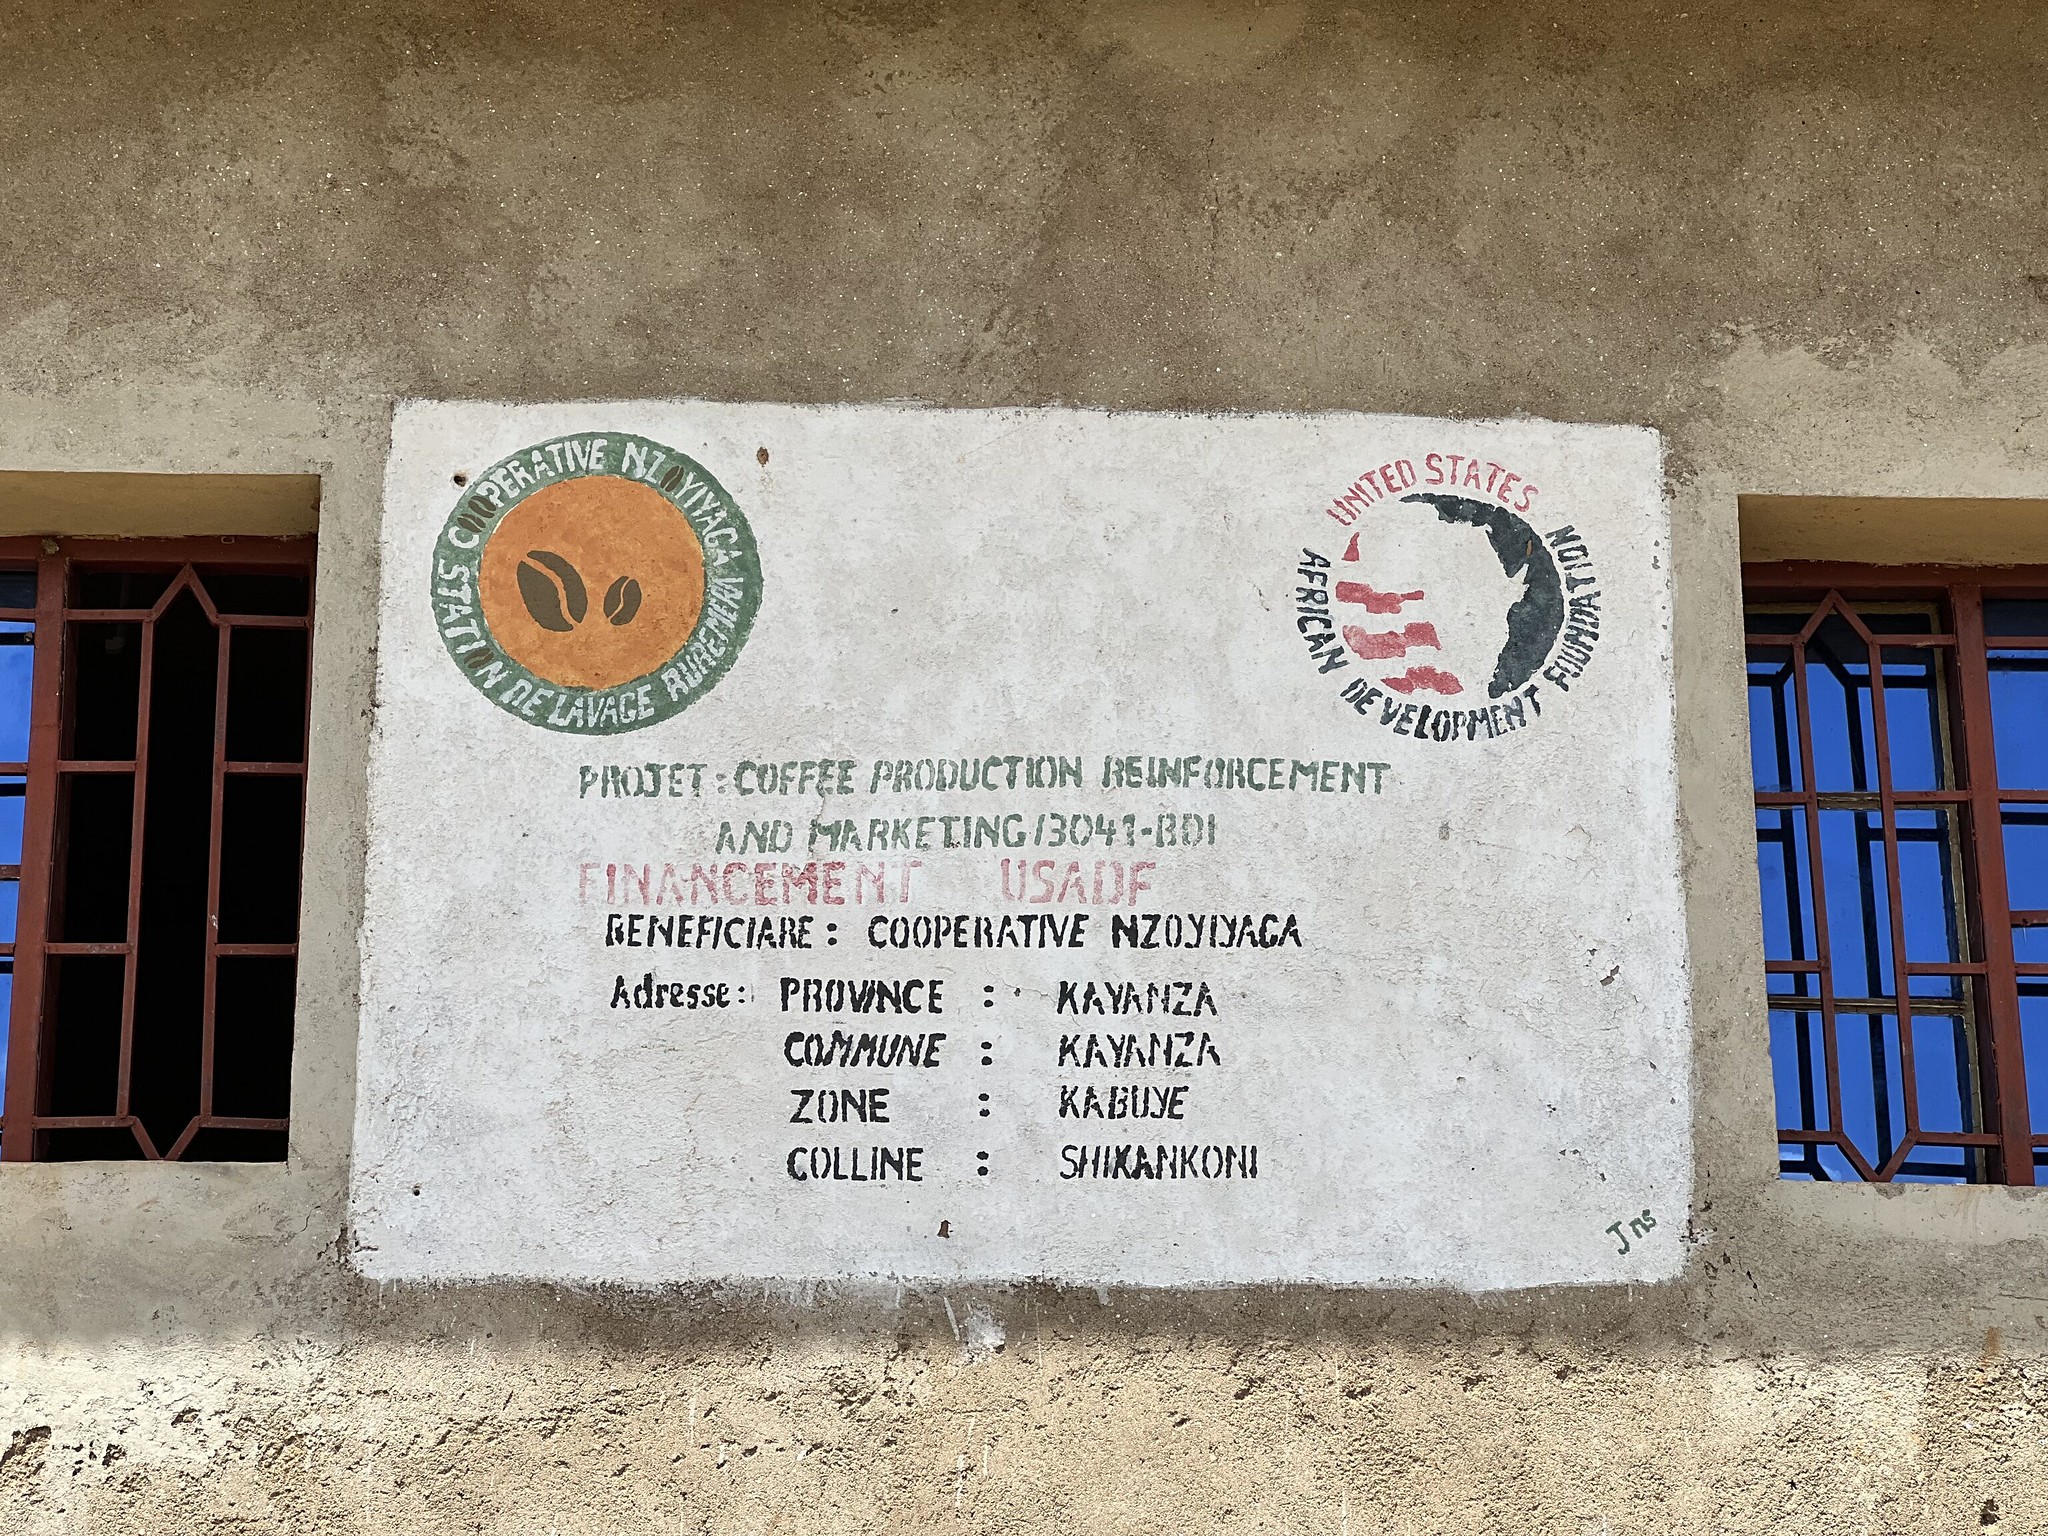 COOPERATIVE NZOYIYAGA
STATION DE LAVAGE RUREMERA
UNITED STATES
AFRICAN DEVELOPMENT FOUNDATION
PROJET : COFFEE PRODUCTION REINFORCEMENT
AND MARKETING/3041-BDI
FINANCEMENT USADF
BENEFICIARE : COOPERATIVE NZOYIYAGA
Adresse : PROVINCE : KAYANZA
COMMUNE : KAYANZA
ZONE : KABUYE
COLLINE : SHIKANKONI
Jns